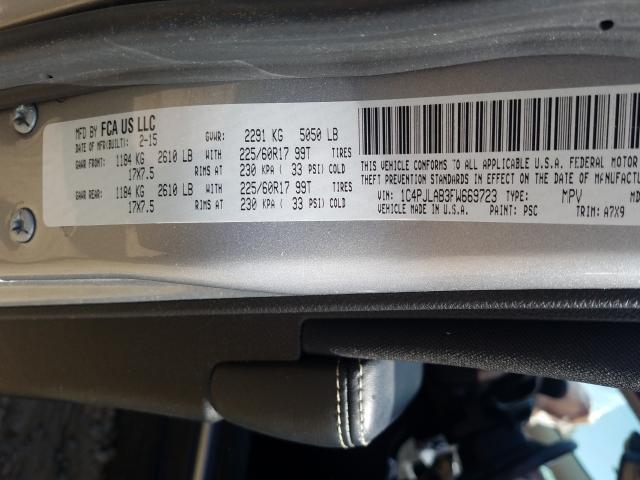 MFD BY FCA US LLC
DATE OF MFR(BUILT): 2-15 GVWR: 2291 KG 5050 LB
GAWR FRONT: 1184 KG 2610 LB WITH 225/60R17 99T TIRES
17X7.5 RIMS AT 230 KPA ( 33 PSI) COLD
GAWR REAR: 1184 KG 2610 LB WITH 225/60R17 99T TIRES
17X7.5 RIMS AT 230 KPA ( 33 PSI) COLD
THIS VEHICLE CONFORMS TO ALL APPLICABLE U.S.A. FEDERAL MOTOR
THEFT PREVENTION STANDARDS IN EFFECT ON THE DATE OF MANUFACTU
VIN: 1C4PJLAB3FW669723 TYPE: MPV MD
VEHICLE MADE IN U.S.A. PAINT: PSC TRIM: A7X9